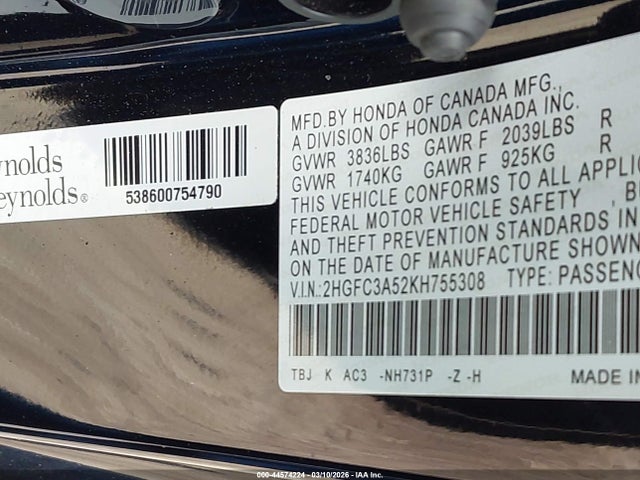 ynolds
eynolds®
538600754790
MFD.BY HONDA OF CANADA MFG.,
A DIVISION OF HONDA CANADA INC.
GVWR 3836LBS GAWR F 2039LBS R
GVWR 1740KG GAWR F 925KG R
THIS VEHICLE CONFORMS TO ALL APPLIC
FEDERAL MOTOR VEHICLE SAFETY , B
AND THEFT PREVENTION STANDARDS IN
ON THE DATE OF MANUFACTURE SHOWN
V.I.N.:2HGFC3A52KH755308 TYPE: PASSENG
TBJ K AC3 -NH731P -Z -H MADE IN
000-44574224 - 03/10/2026 - IAA Inc.